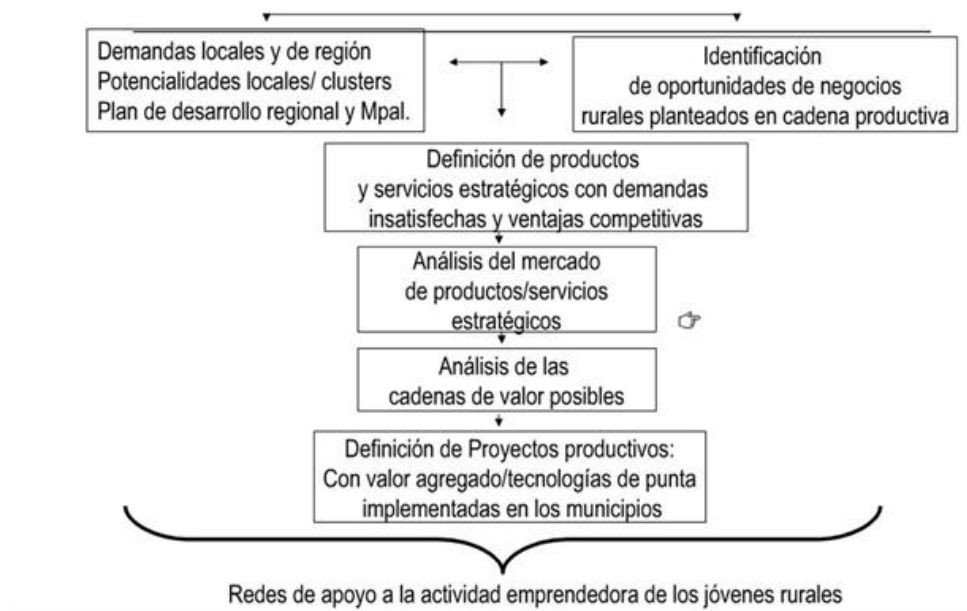 Demandas locales y de región
Potencialidades locales/ clusters
Plan de desarrollo regional y Mpal.
Identificación
de oportunidades de negocios
rurales planteados en cadena productiva
Definición de productos
y servicios estratégicos con demandas
insatisfechas y ventajas competitivas
Análisis del mercado
de productos/servicios
estratégicos
Análisis de las
cadenas de valor posibles
Definición de Proyectos productivos:
Con valor agregado/tecnologías de punta
implementadas en los municipios
Redes de apoyo a la actividad emprendedora de los jóvenes rurales